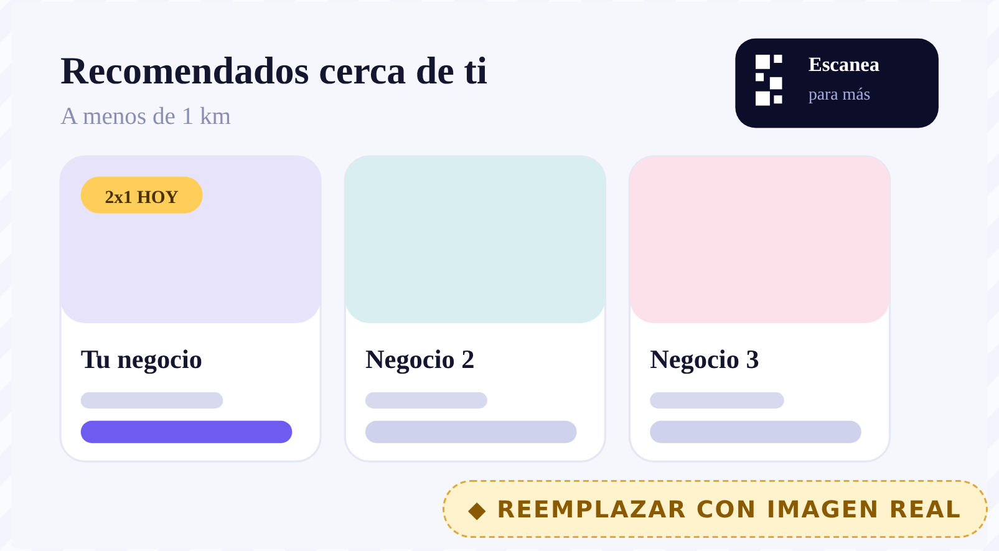 Recomendados cerca de ti
A menos de 1 km
Escanea
para más
2x1 HOY
Tu negocio
Negocio 2
Negocio 3
◆ REEMPLAZAR CON IMAGEN REAL